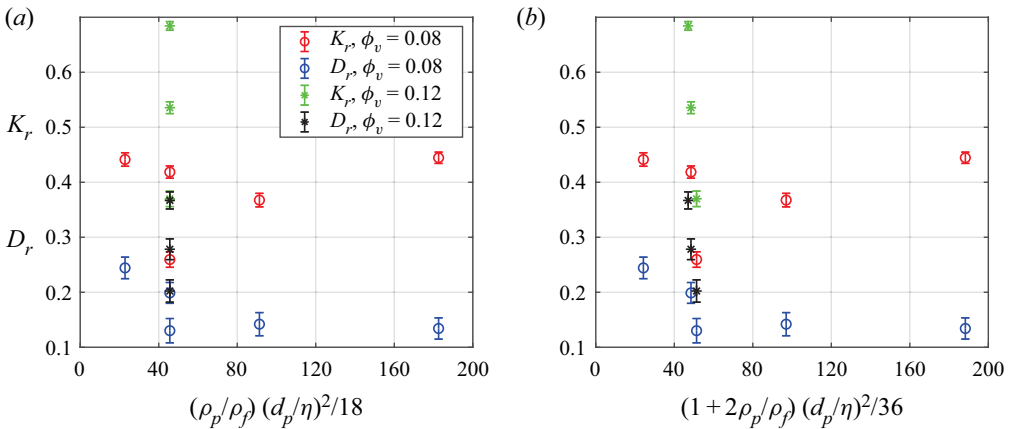 (a)
K_r, ϕ_v = 0.08
D_r, ϕ_v = 0.08
K_r, ϕ_v = 0.12
D_r, ϕ_v = 0.12
0.6
0.5
K_r
0.4
0.3
D_r
0.2
0.1
0 40 80 120 160 200
(ρ_p/ρ_f) (d_p/η)²/18
(b)
0.6
0.5
0.4
0.3
0.2
0.1
0 40 80 120 160 200
(1 + 2ρ_p/ρ_f) (d_p/η)²/36